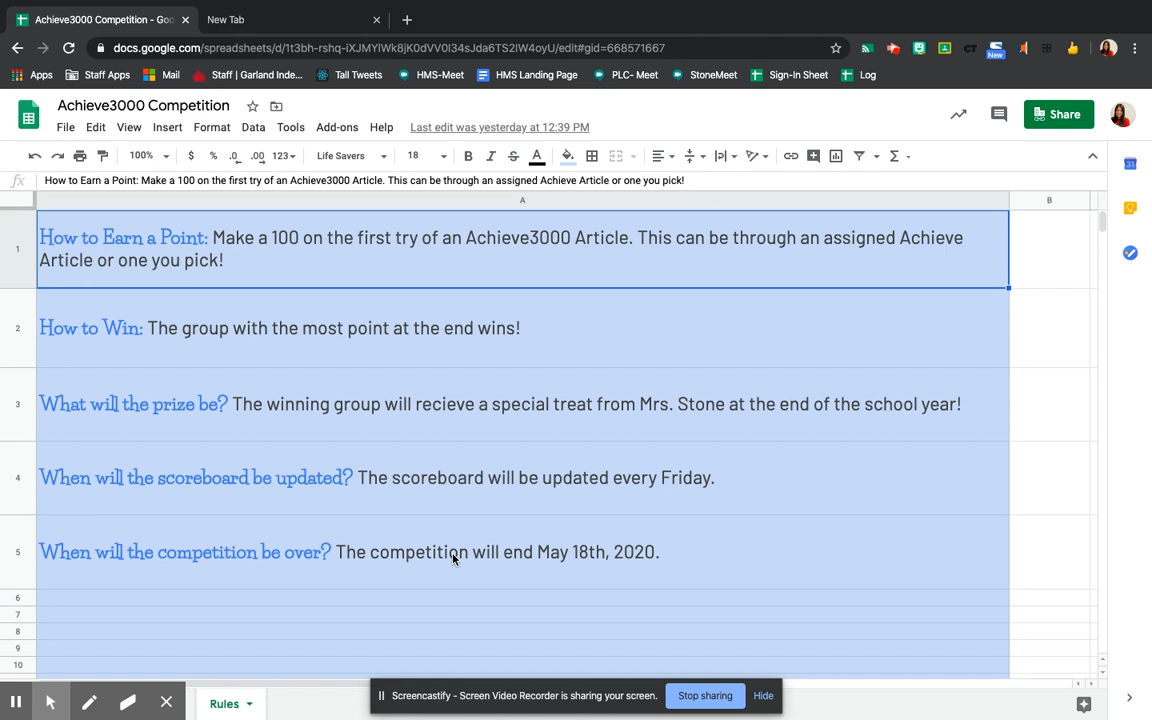 Achieve3000 Competition - Goo
New Tab
docs.google.com/spreadsheets/d/1t3bh-rshq-iXJMYlWk8jK0dVV0l34sJda6TS2lW4oyU/edit#gid=668571667
New
Apps Staff Apps Mail Staff | Garland Inde... Tall Tweets HMS-Meet HMS Landing Page PLC- Meet StoneMeet Sign-In Sheet Log
Achieve3000 Competition
File Edit View Insert Format Data Tools Add-ons Help Last edit was yesterday at 12:39 PM
Share
100% $ % .0 .00 123 Life Savers 18 B I S A Σ
31
fx How to Earn a Point: Make a 100 on the first try of an Achieve3000 Article. This can be through an assigned Achieve Article or one you pick!
A B
1 How to Earn a Point: Make a 100 on the first try of an Achieve3000 Article. This can be through an assigned Achieve
Article or one you pick!
2 How to Win: The group with the most point at the end wins!
3 What will the prize be? The winning group will recieve a special treat from Mrs. Stone at the end of the school year!
4 When will the scoreboard be updated? The scoreboard will be updated every Friday.
5 When will the competition be over? The competition will end May 18th, 2020.
6
7
8
9
10
Screencastify - Screen Video Recorder is sharing your screen. Stop sharing Hide
Rules